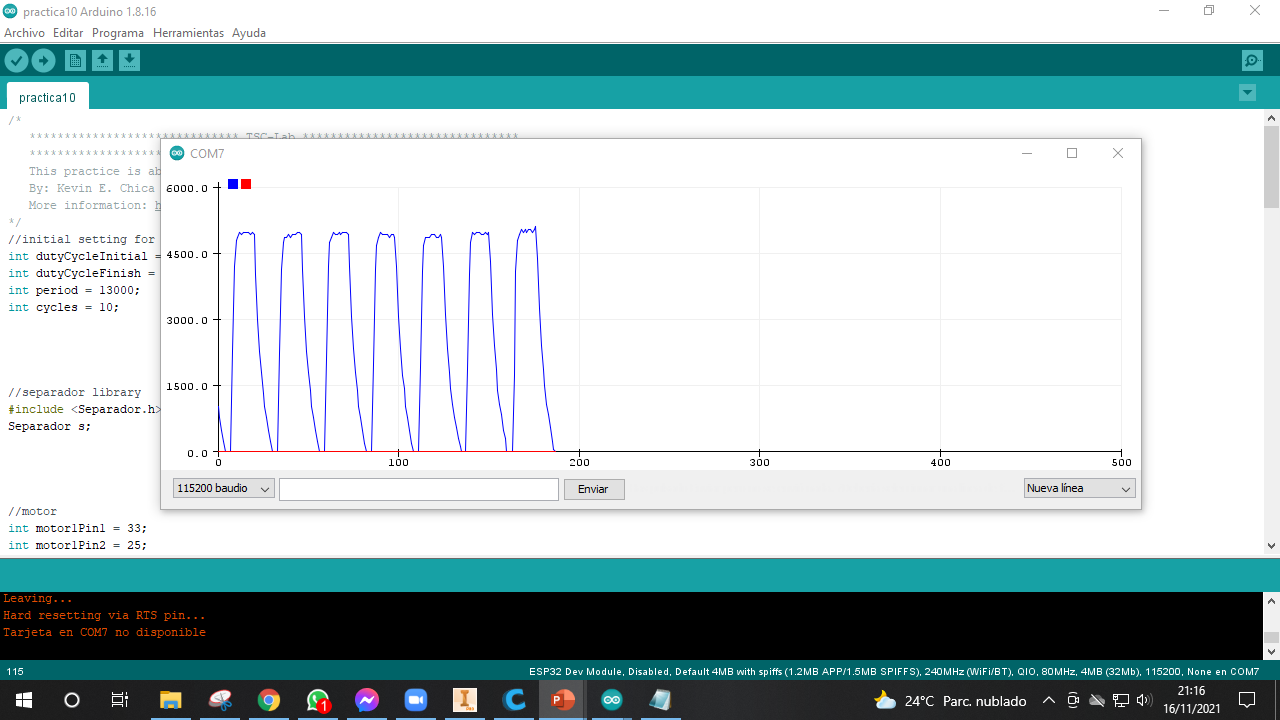 practica10 Arduino 1.8.16
Archivo Editar Programa Herramientas Ayuda
practica10
/*
****************************** TSC-Lab *******************************
This practice is ab
By: Kevin E. Chica
More information: h
*/
//initial setting for
int dutyCycleInitial =
int dutyCycleFinish =
int period = 13000;
int cycles = 10;
//separador library
#include <Separador.h>
Separador s;
//motor
int motor1Pin1 = 33;
int motor1Pin2 = 25;
COM7
6000.0
4500.0
3000.0
1500.0
0.0
0 100 200 300 400 500
115200 baudio
Enviar
Nueva línea
Leaving...
Hard resetting via RTS pin...
Tarjeta en COM7 no disponible
115
ESP32 Dev Module, Disabled, Default 4MB with spiffs (1.2MB APP/1.5MB SPIFFS), 240MHz (WiFi/BT), QIO, 80MHz, 4MB (32Mb), 115200, None en COM7
1
24°C Parc. nublado
21:16
16/11/2021